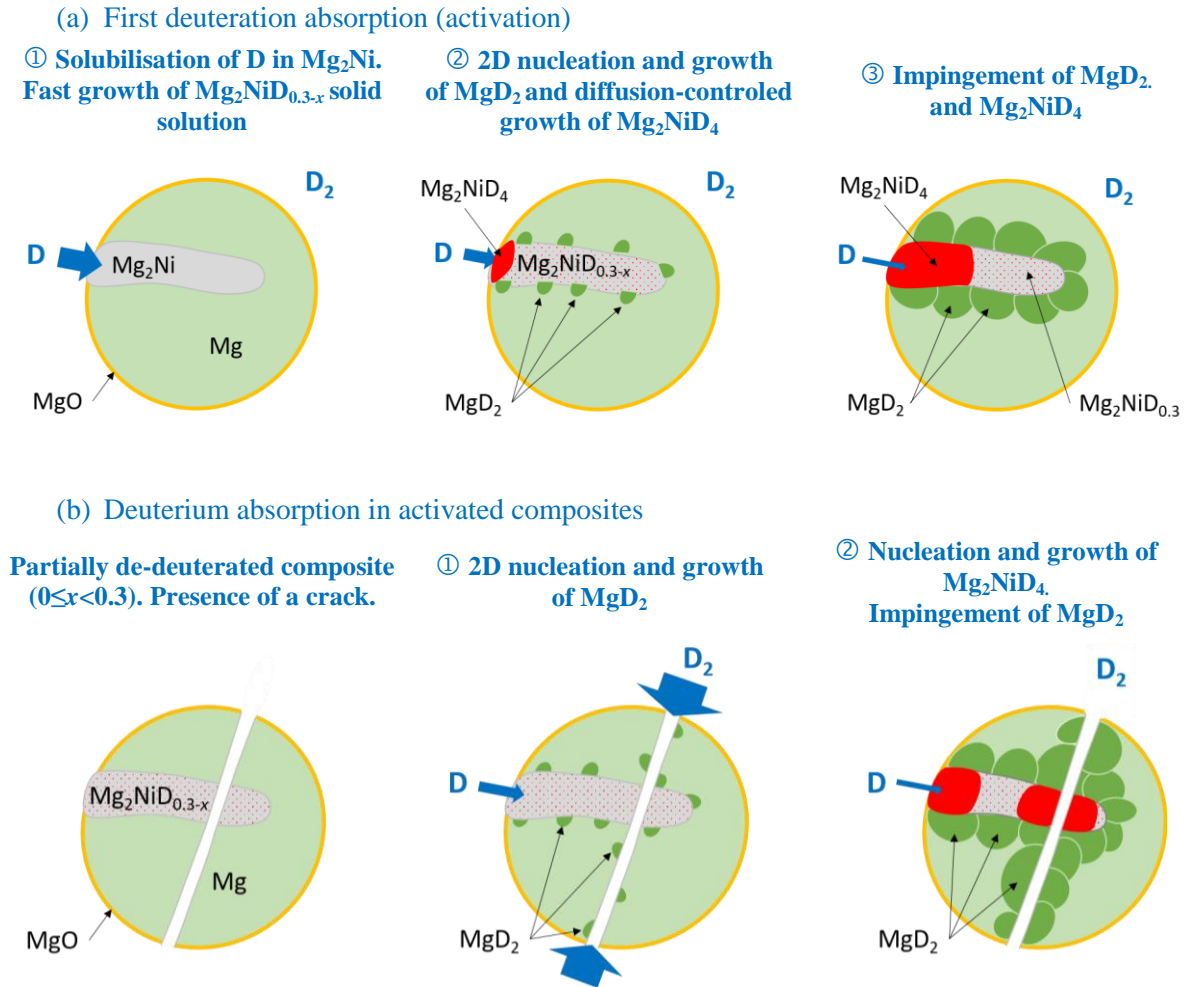 (a) First deuteration absorption (activation)
① Solubilisation of D in Mg₂Ni.
Fast growth of Mg₂NiD₀.₃₋ₓ solid
solution
② 2D nucleation and growth
of MgD₂ and diffusion-controled
growth of Mg₂NiD₄
③ Impingement of MgD₂.
and Mg₂NiD₄
D₂
D
Mg₂Ni
Mg
MgO
Mg₂NiD₄
D₂
D
Mg₂NiD₀.₃₋ₓ
MgD₂
Mg₂NiD₄
D₂
D
MgD₂
Mg₂NiD₀.₃
(b) Deuterium absorption in activated composites
Partially de-deuterated composite
(0≤x<0.3). Presence of a crack.
① 2D nucleation and growth
of MgD₂
② Nucleation and growth of
Mg₂NiD₄.
Impingement of MgD₂
Mg₂NiD₀.₃₋ₓ
Mg
MgO
D₂
D
MgD₂
D₂
D
MgD₂